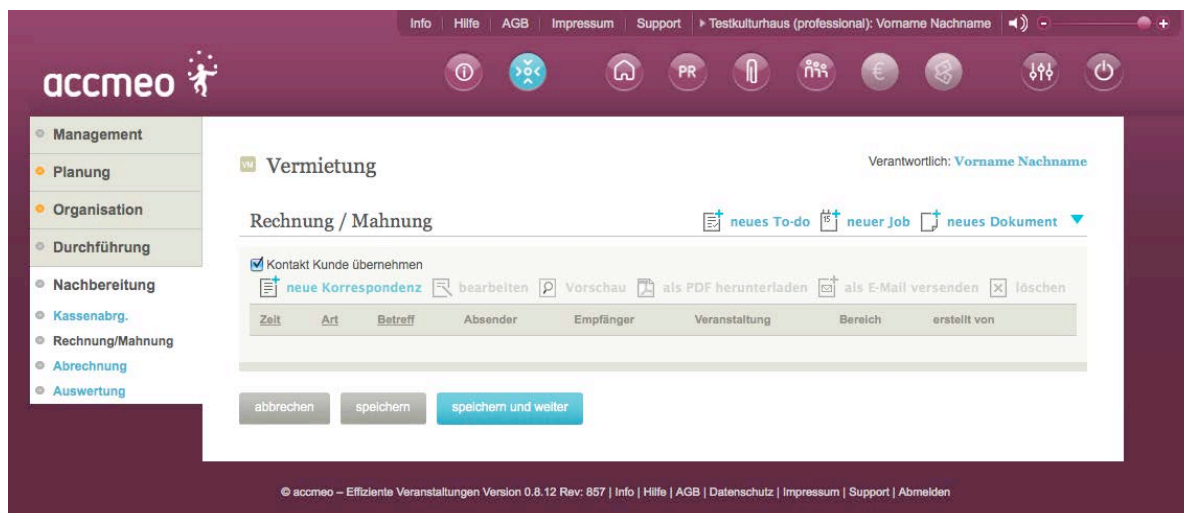 Info | Hilfe | AGB | Impressum | Support | Testkulturhaus (professional): Vorname Nachname - +
accmeo
PR
€
Management
Planung
Organisation
Durchführung
Nachbereitung
Kassenabrg.
Rechnung/Mahnung
Abrechnung
Auswertung
VM Vermietung
Verantwortlich: Vorname Nachname
Rechnung / Mahnung
neues To-do 15 neuer Job neues Dokument
Kontakt Kunde übernehmen
neue Korrespondenz bearbeiten Vorschau als PDF herunterladen als E-Mail versenden löschen
Zeit Art Betreff Absender Empfänger Veranstaltung Bereich erstellt von
abbrechen speichern speichern und weiter
© accmeo – Effiziente Veranstaltungen Version 0.8.12 Rev: 857 | Info | Hilfe | AGB | Datenschutz | Impressum | Support | Abmelden